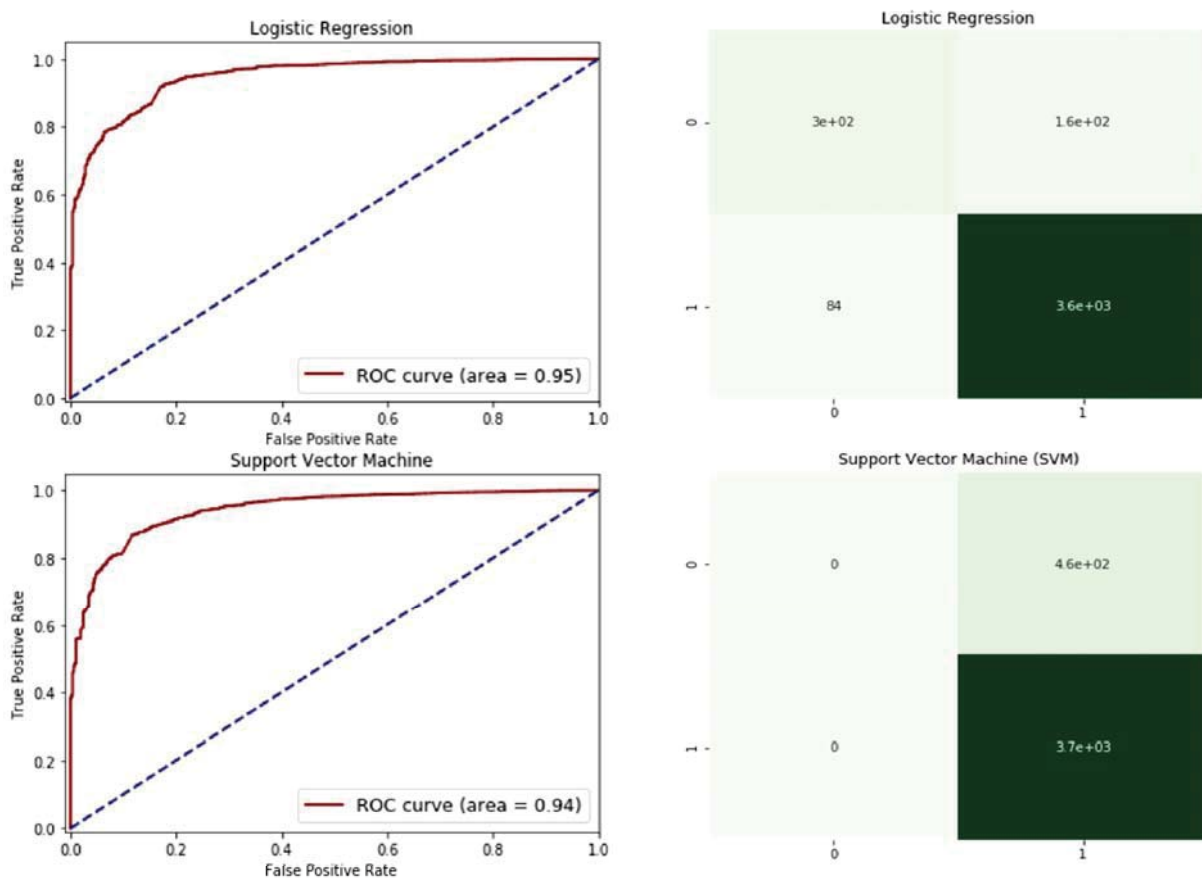 Logistic Regression
1.0
0.8
0.6
0.4
0.2
0.0
True Positive Rate
ROC curve (area = 0.95)
0.0 0.2 0.4 0.6 0.8 1.0
False Positive Rate
Logistic Regression
0
3e+02 1.6e+02
1
84 3.6e+03
0 1
Support Vector Machine
1.0
0.8
0.6
0.4
0.2
0.0
True Positive Rate
ROC curve (area = 0.94)
0.0 0.2 0.4 0.6 0.8 1.0
False Positive Rate
Support Vector Machine (SVM)
0
0 4.6e+02
1
0 3.7e+03
0 1